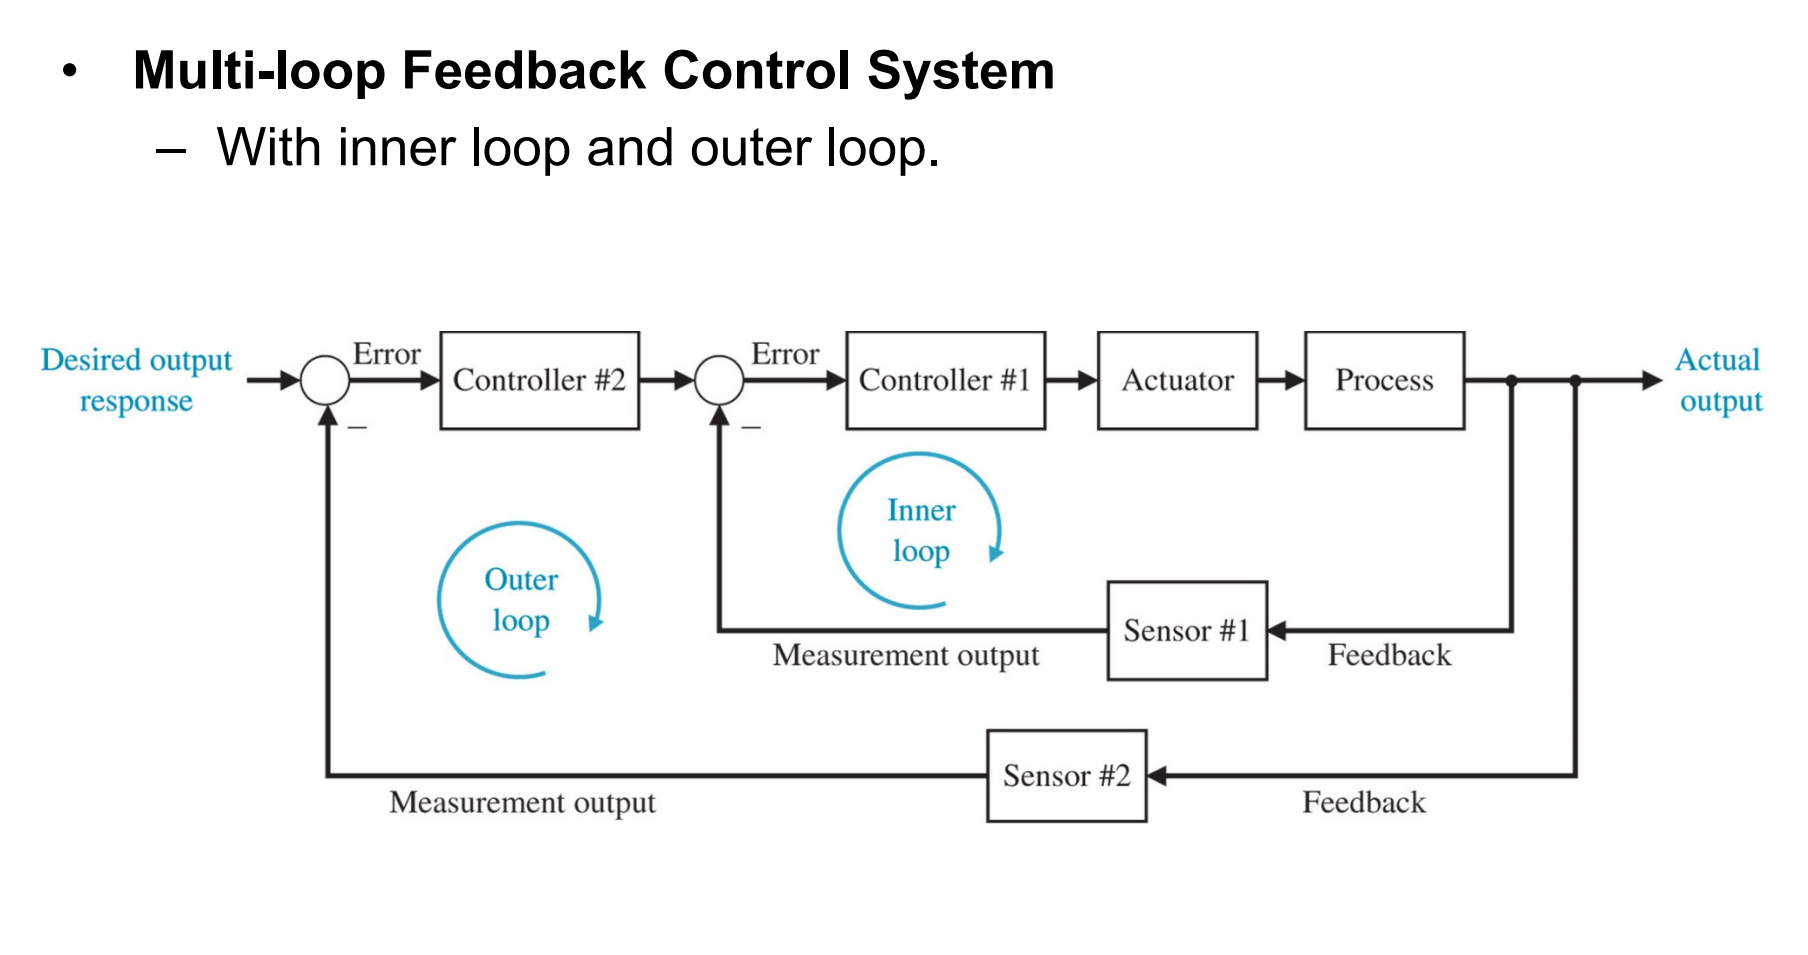 • Multi-loop Feedback Control System
– With inner loop and outer loop.
Desired output
response
Error
Controller #2
Error
Controller #1
Actuator
Process
Actual
output
–
–
Inner
loop
Outer
loop
Sensor #1
Measurement output
Feedback
Sensor #2
Measurement output
Feedback